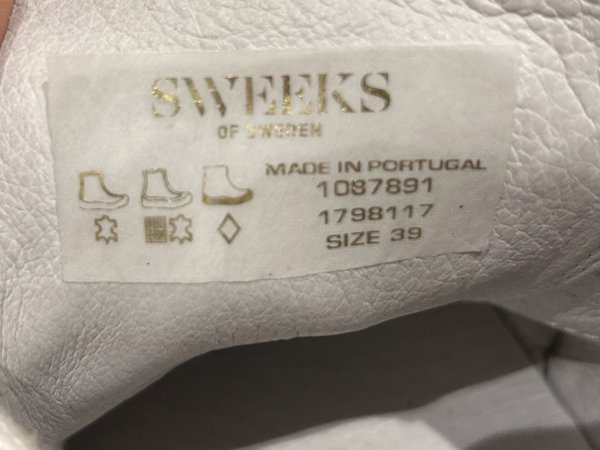 SWEEKS
OF SWEDEN
MADE IN PORTUGAL
1087891
1798117
SIZE 39